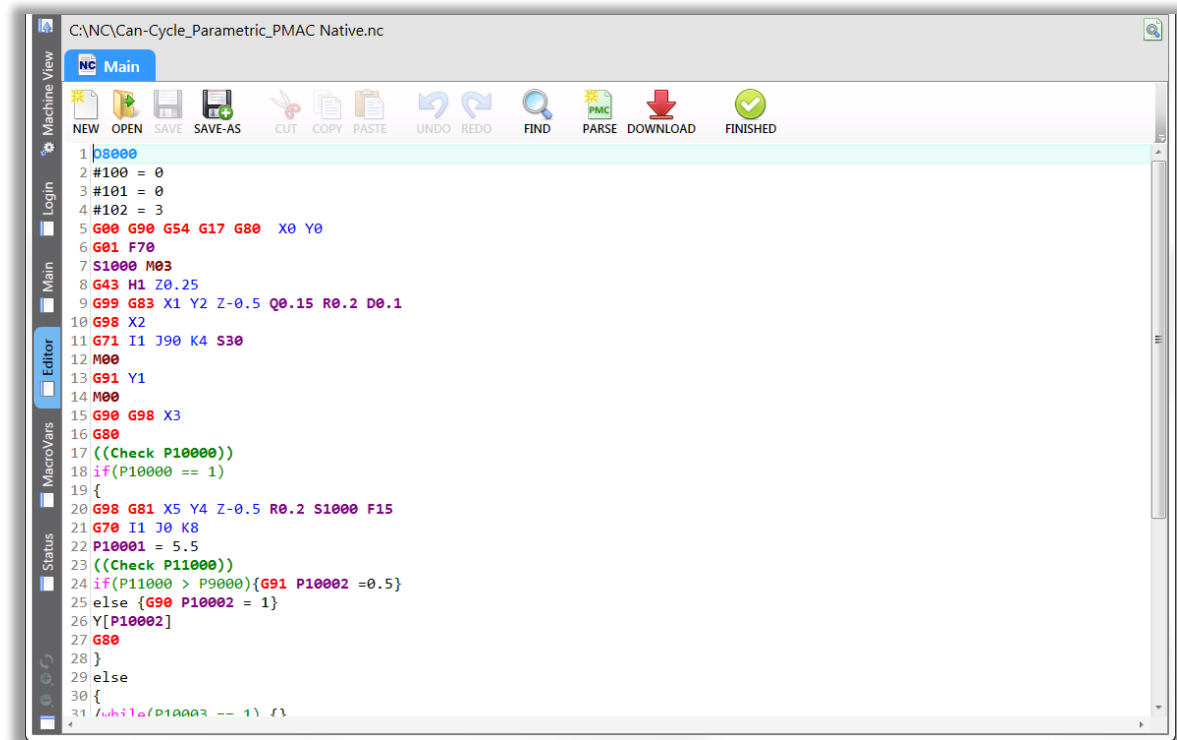 C:\NC\Can-Cycle_Parametric_PMAC Native.nc
NC Main
NEW OPEN SAVE SAVE-AS CUT COPY PASTE UNDO REDO FIND PMC PARSE DOWNLOAD FINISHED
Machine View
Login
Main
Editor
MacroVars
Status
1 O8000
2 #100 = 0
3 #101 = 0
4 #102 = 3
5 G00 G90 G54 G17 G80  X0 Y0
6 G01 F70
7 S1000 M03
8 G43 H1 Z0.25
9 G99 G83 X1 Y2 Z-0.5 Q0.15 R0.2 D0.1
10 G98 X2
11 G71 I1 J90 K4 S30
12 M00
13 G91 Y1
14 M00
15 G90 G98 X3
16 G80
17 ((Check P10000))
18 if(P10000 == 1)
19 {
20 G98 G81 X5 Y4 Z-0.5 R0.2 S1000 F15
21 G70 I1 J0 K8
22 P10001 = 5.5
23 ((Check P11000))
24 if(P11000 > P9000){G91 P10002 =0.5}
25 else {G90 P10002 = 1}
26 Y[P10002]
27 G80
28 }
29 else
30 {
31 /while(P10003 == 1) {}